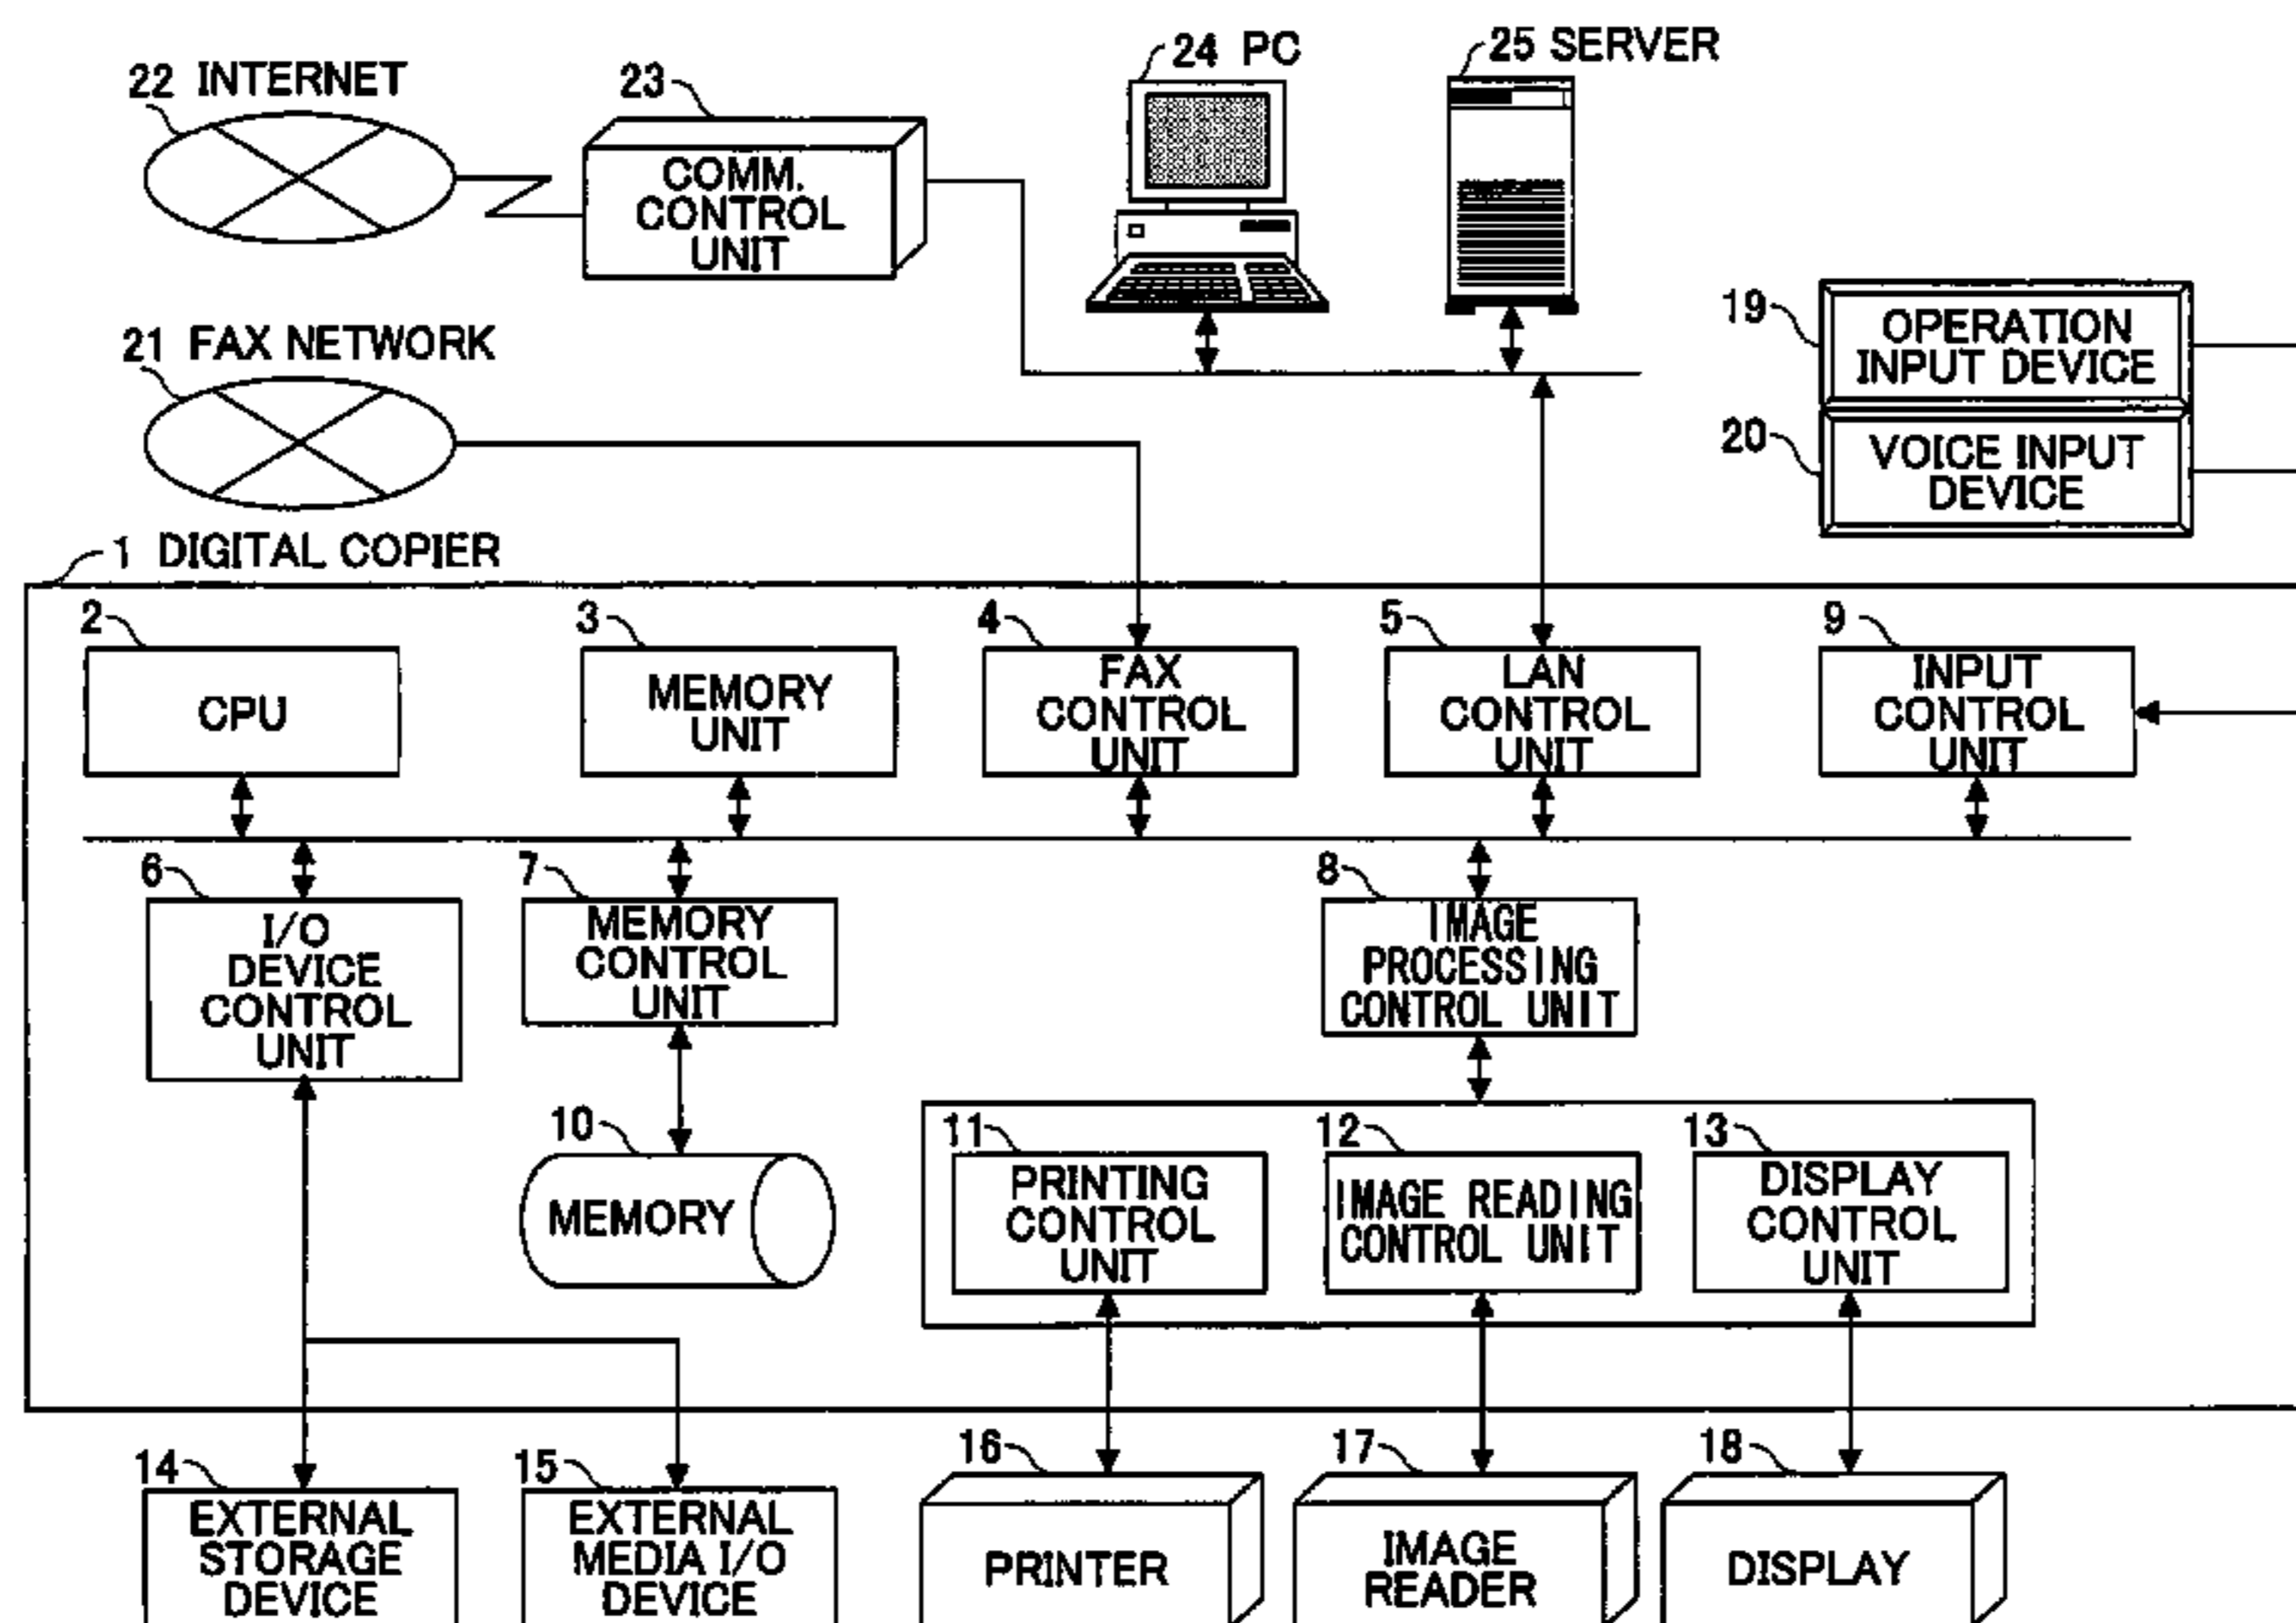 22 INTERNET
23
COMM.
CONTROL
UNIT
24 PC
25 SERVER
21 FAX NETWORK
19
OPERATION
INPUT DEVICE
20
VOICE INPUT
DEVICE
1 DIGITAL COPIER
2
CPU
3
MEMORY
UNIT
4
FAX
CONTROL
UNIT
5
LAN
CONTROL
UNIT
9
INPUT
CONTROL
UNIT
6
I/O
DEVICE
CONTROL
UNIT
7
MEMORY
CONTROL
UNIT
8
IMAGE
PROCESSING
CONTROL UNIT
10
MEMORY
11
PRINTING
CONTROL
UNIT
12
IMAGE READING
CONTROL UNIT
13
DISPLAY
CONTROL
UNIT
14
EXTERNAL
STORAGE
DEVICE
15
EXTERNAL
MEDIA I/O
DEVICE
16
PRINTER
17
IMAGE
READER
18
DISPLAY